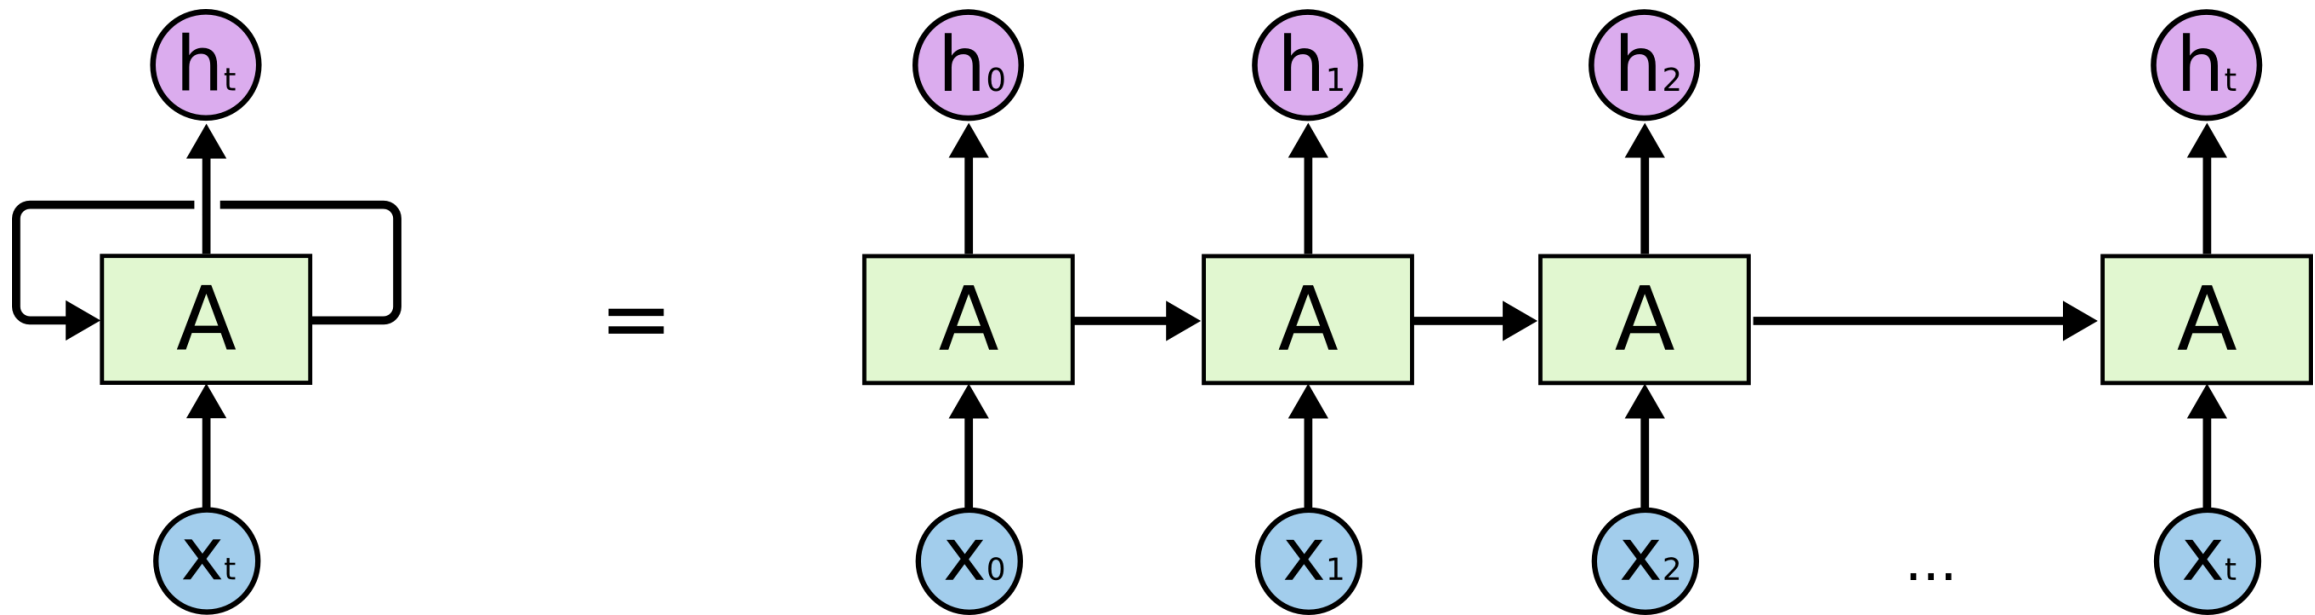 ht h0 h1 h2 ht
A = A A A A
xt x0 x1 x2 ... xt